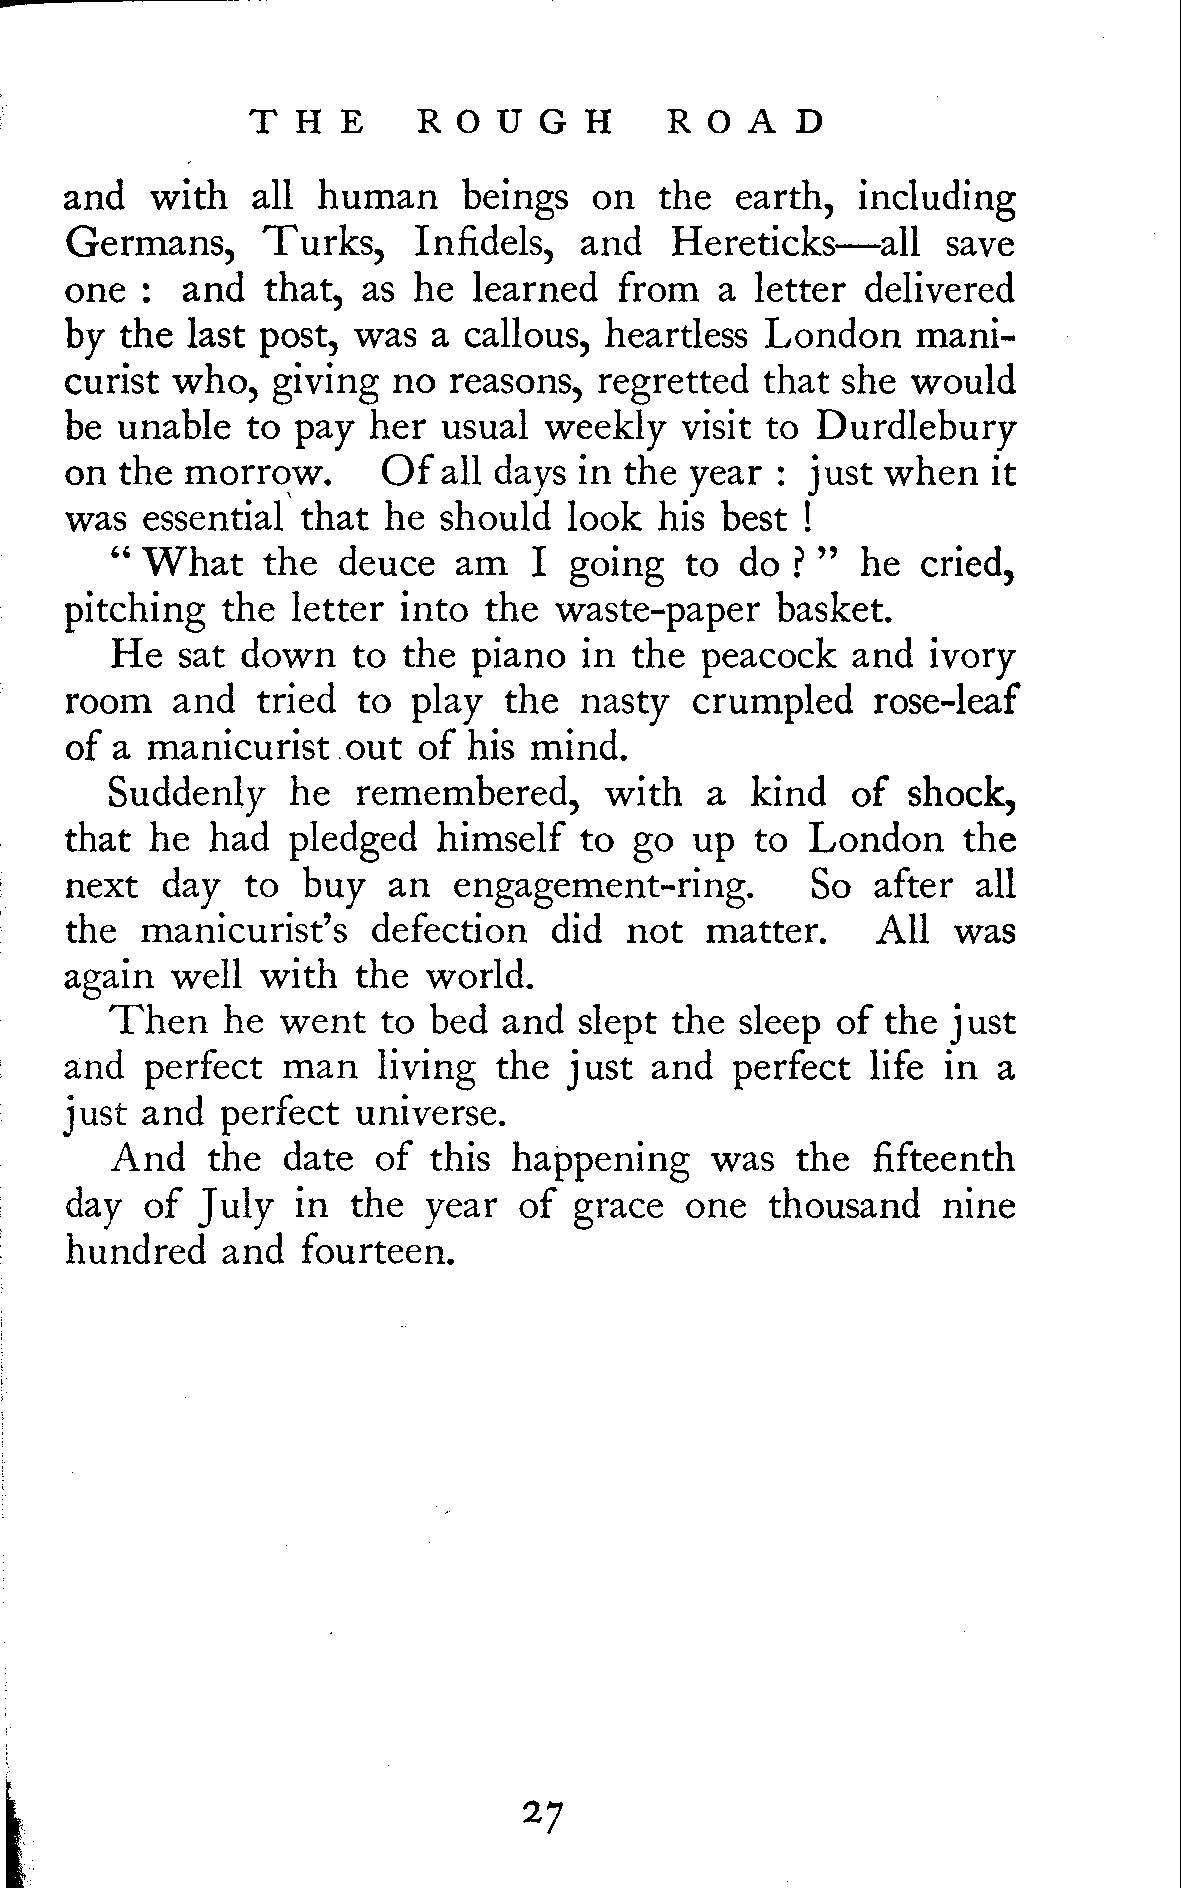 THE ROUGH ROAD
and with all human beings on the earth, including
Germans, Turks, Infidels, and Hereticks—all save
one : and that, as he learned from a letter delivered
by the last post, was a callous, heartless London mani-
curist who, giving no reasons, regretted that she would
be unable to pay her usual weekly visit to Durdlebury
on the morrow. Of all days in the year : just when it
was essential that he should look his best !
“ What the deuce am I going to do ? ” he cried,
pitching the letter into the waste-paper basket.
He sat down to the piano in the peacock and ivory
room and tried to play the nasty crumpled rose-leaf
of a manicurist out of his mind.
Suddenly he remembered, with a kind of shock,
that he had pledged himself to go up to London the
next day to buy an engagement-ring. So after all
the manicurist’s defection did not matter. All was
again well with the world.
Then he went to bed and slept the sleep of the just
and perfect man living the just and perfect life in a
just and perfect universe.
And the date of this happening was the fifteenth
day of July in the year of grace one thousand nine
hundred and fourteen.
27